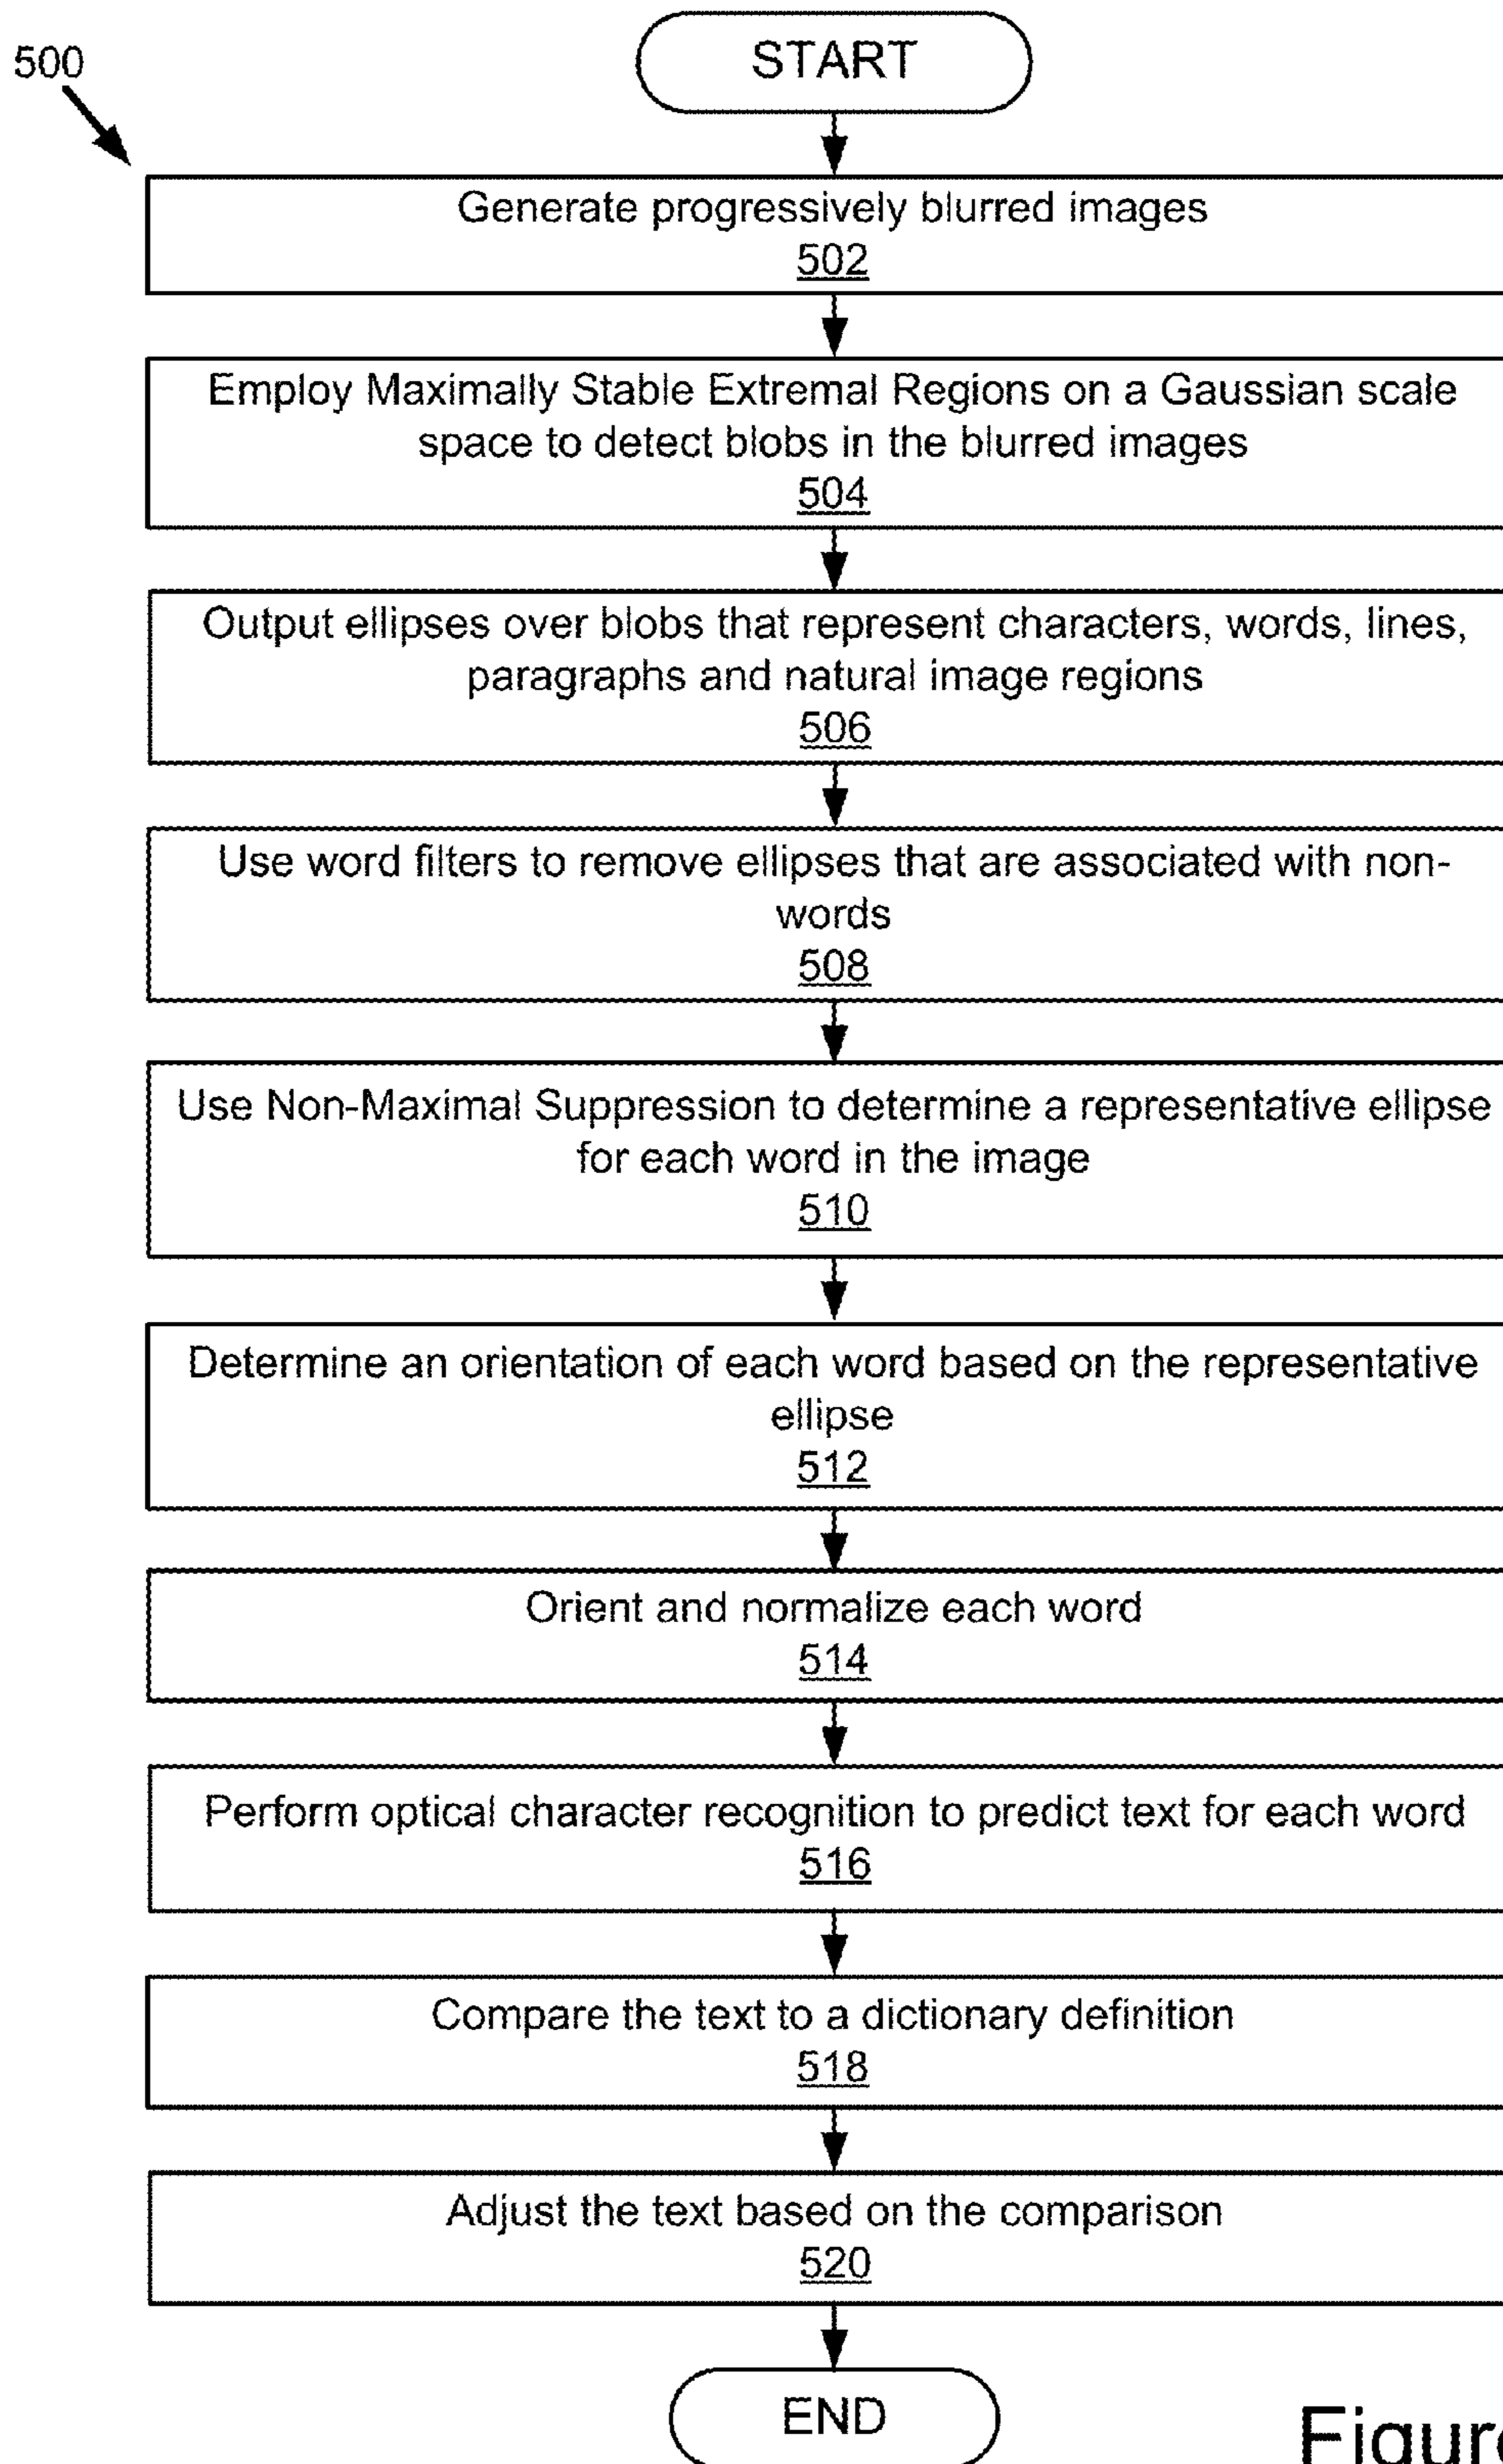 500
START
Generate progressively blurred images
502
Employ Maximally Stable Extremal Regions on a Gaussian scale
space to detect blobs in the blurred images
504
Output ellipses over blobs that represent characters, words, lines,
paragraphs and natural image regions
506
Use word filters to remove ellipses that are associated with non-
words
508
Use Non-Maximal Suppression to determine a representative ellipse
for each word in the image
510
Determine an orientation of each word based on the representative
ellipse
512
Orient and normalize each word
514
Perform optical character recognition to predict text for each word
516
Compare the text to a dictionary definition
518
Adjust the text based on the comparison
520
END
Figure